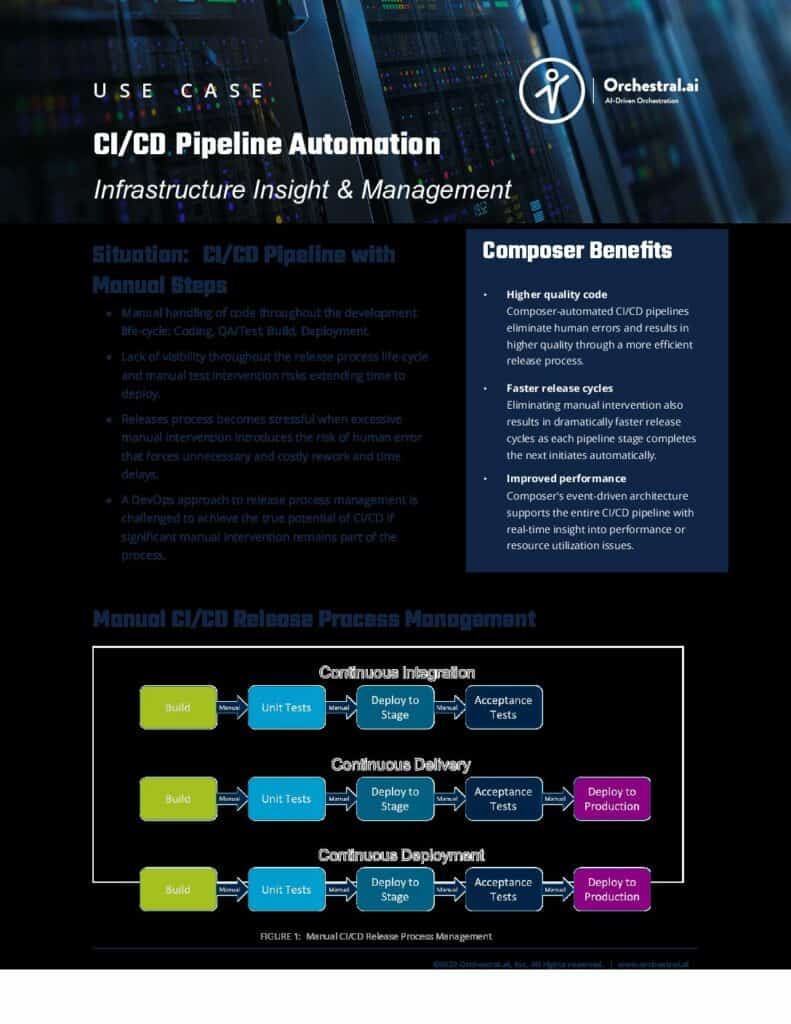 USE CASE
Orchestral.ai
AI-Driven Orchestration
CI/CD Pipeline Automation
Infrastructure Insight & Management
Situation: CI/CD Pipeline with
Manual Steps
• Manual handling of code throughout the development
life-cycle: Coding, QA/Test, Build, Deployment.
• Lack of visibility throughout the release process life-cycle
and manual test intervention risks extending time to
deploy.
• Releases process becomes stressful when excessive
manual intervention introduces the risk of human error
that forces unnecessary and costly rework and time
delays.
• A DevOps approach to release process management is
challenged to achieve the true potential of CI/CD if
significant manual intervention remains part of the
process.
Composer Benefits
• Higher quality code
Composer-automated CI/CD pipelines
eliminate human errors and results in
higher quality through a more efficient
release process.
• Faster release cycles
Eliminating manual intervention also
results in dramatically faster release
cycles as each pipeline stage completes
the next initiates automatically.
• Improved performance
Composer's event-driven architecture
supports the entire CI/CD pipeline with
real-time insight into performance or
resource utilization issues.
Manual CI/CD Release Process Management
Continuous Integration
Build Manual Unit Tests Manual Deploy to Stage Manual Acceptance Tests
Continuous Delivery
Build Manual Unit Tests Manual Deploy to Stage Manual Acceptance Tests Manual Deploy to Production
Continuous Deployment
Build Manual Unit Tests Manual Deploy to Stage Manual Acceptance Tests Manual Deploy to Production
FIGURE 1: Manual CI/CD Release Process Management
Orchestral.ai, Inc. All rights reserved. | www.orchestral.ai